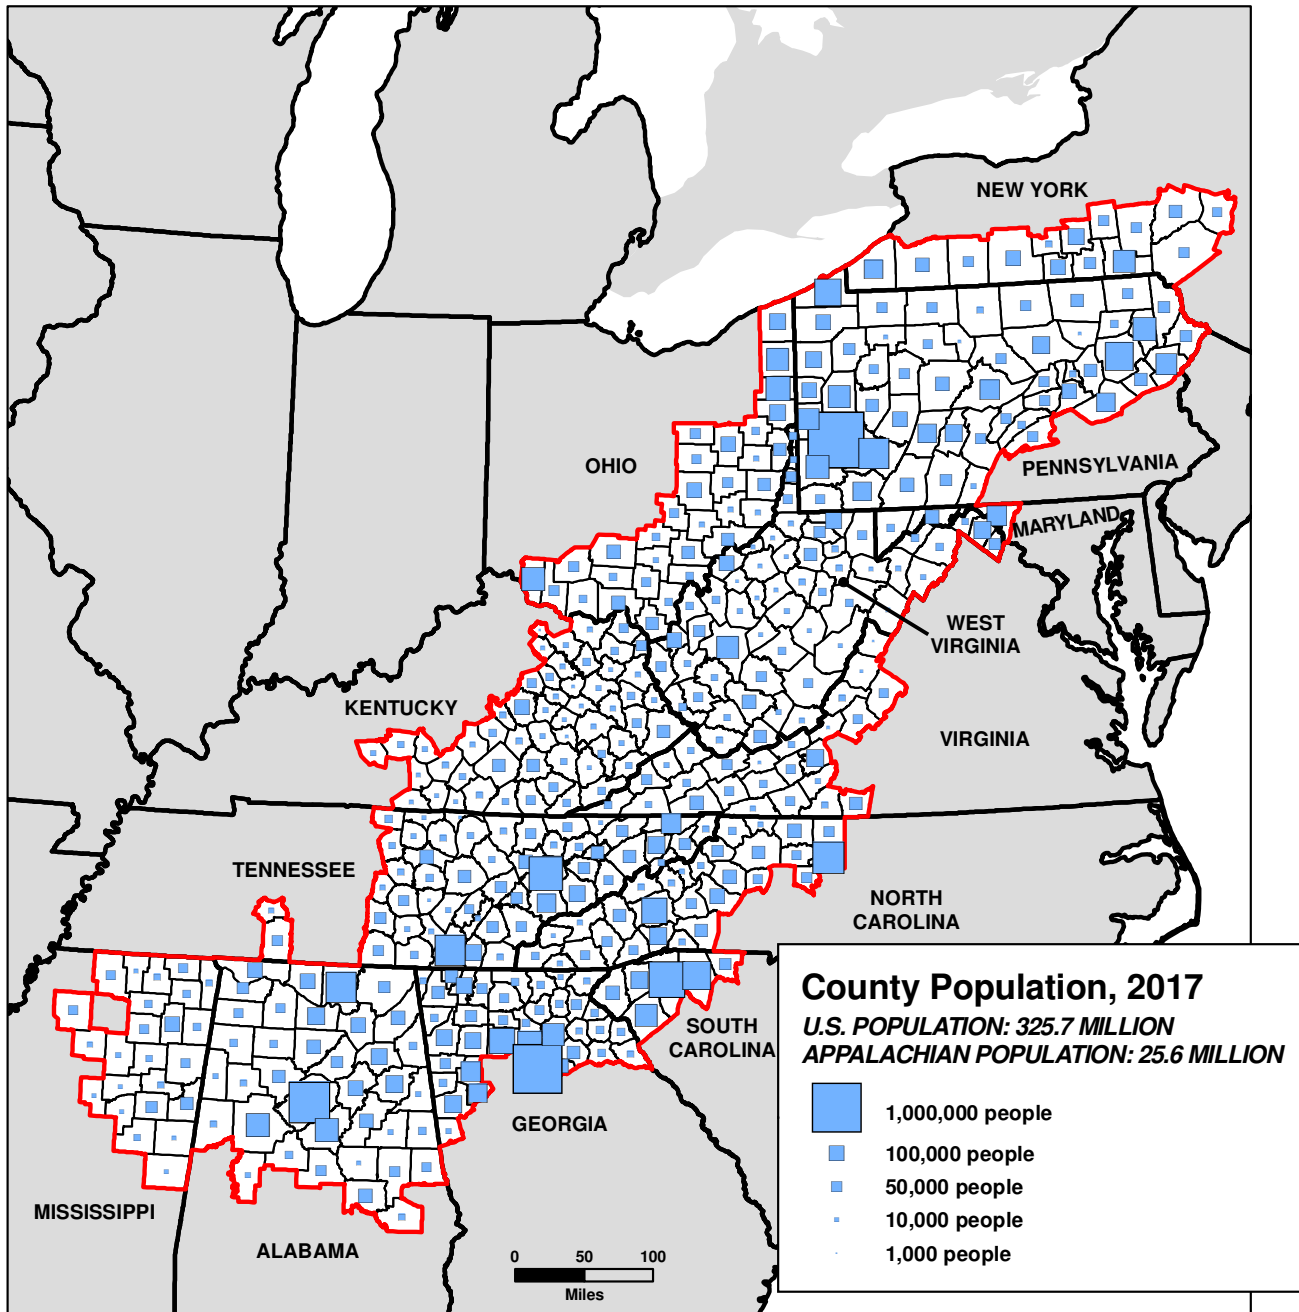 NEW YORK
OHIO
PENNSYLVANIA
MARYLAND
WEST
VIRGINIA
KENTUCKY
VIRGINIA
TENNESSEE
NORTH
CAROLINA
SOUTH
CAROLINA
GEORGIA
MISSISSIPPI
ALABAMA
County Population, 2017
U.S. POPULATION: 325.7 MILLION
APPALACHIAN POPULATION: 25.6 MILLION
1,000,000 people
100,000 people
50,000 people
10,000 people
1,000 people
0 50 100
Miles